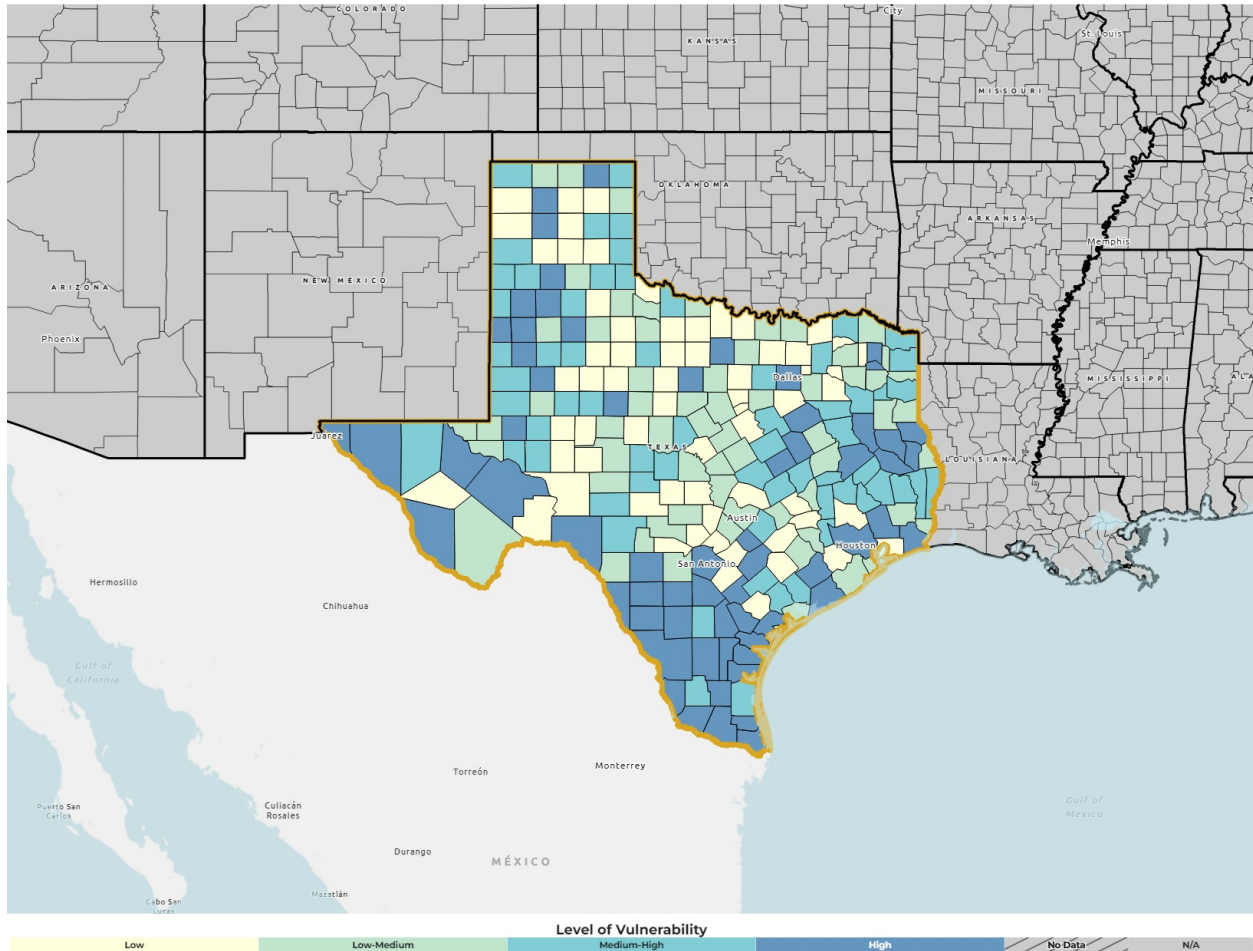 COLORADO
City
KANSAS
St. Louis
MISSOURI
OKLAHOMA
ARKANSAS
Memphis
ARIZONA
NEW MEXICO
Phoenix
Dallas
MISSISSIPPI
ALA
Juárez
TEXAS
LOUISIANA
Austin
Houston
San Antonio
Hermosillo
Chihuahua
Gulf of
California
Torreón
Monterrey
Puerto San
Carlos
Culiacán
Rosales
Gulf of
Mexico
Durango
MÉXICO
Mazatlán
Cabo San
Lucas
Level of Vulnerability
Low Low-Medium Medium-High High No Data N/A